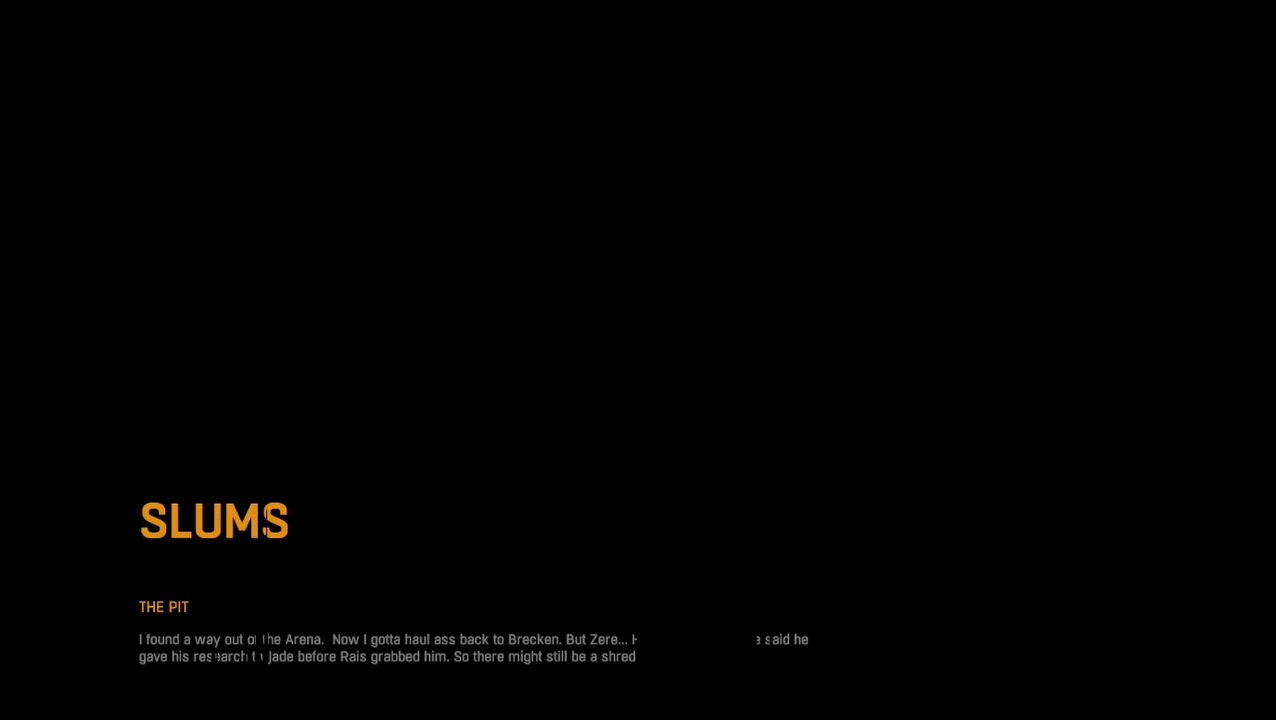 SLUMS
THE PIT
I found a way out of the Arena. Now I gotta haul ass back to Brecken. But Zere... said he
gave his research to Jade before Rais grabbed him. So there might still be a shred